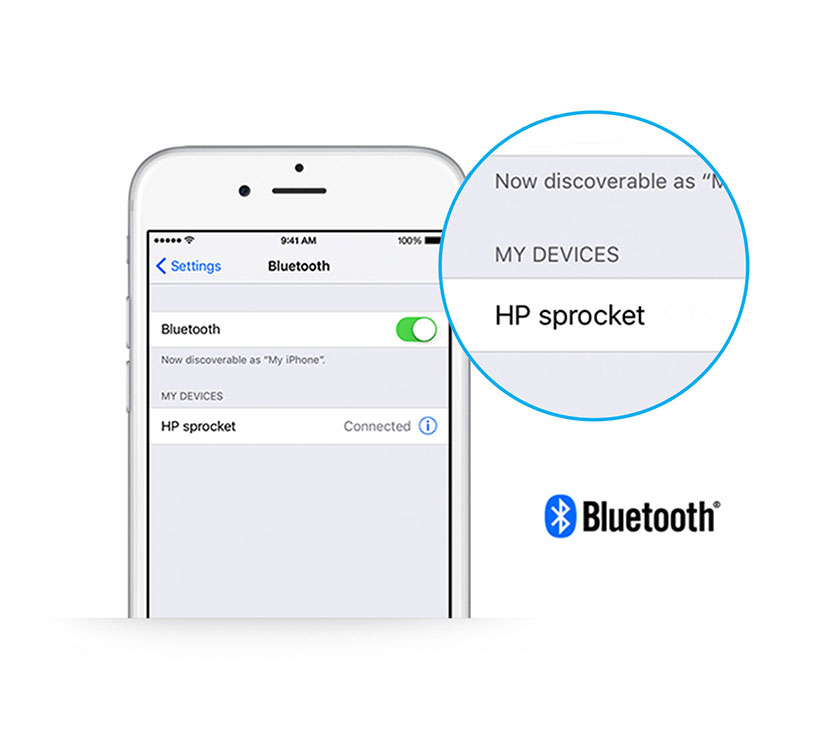 9:41 AM 100%
Settings Bluetooth
Bluetooth
Now discoverable as "My iPhone".
MY DEVICES
HP sprocket Connected
Now discoverable as "M
MY DEVICES
HP sprocket
Bluetooth®